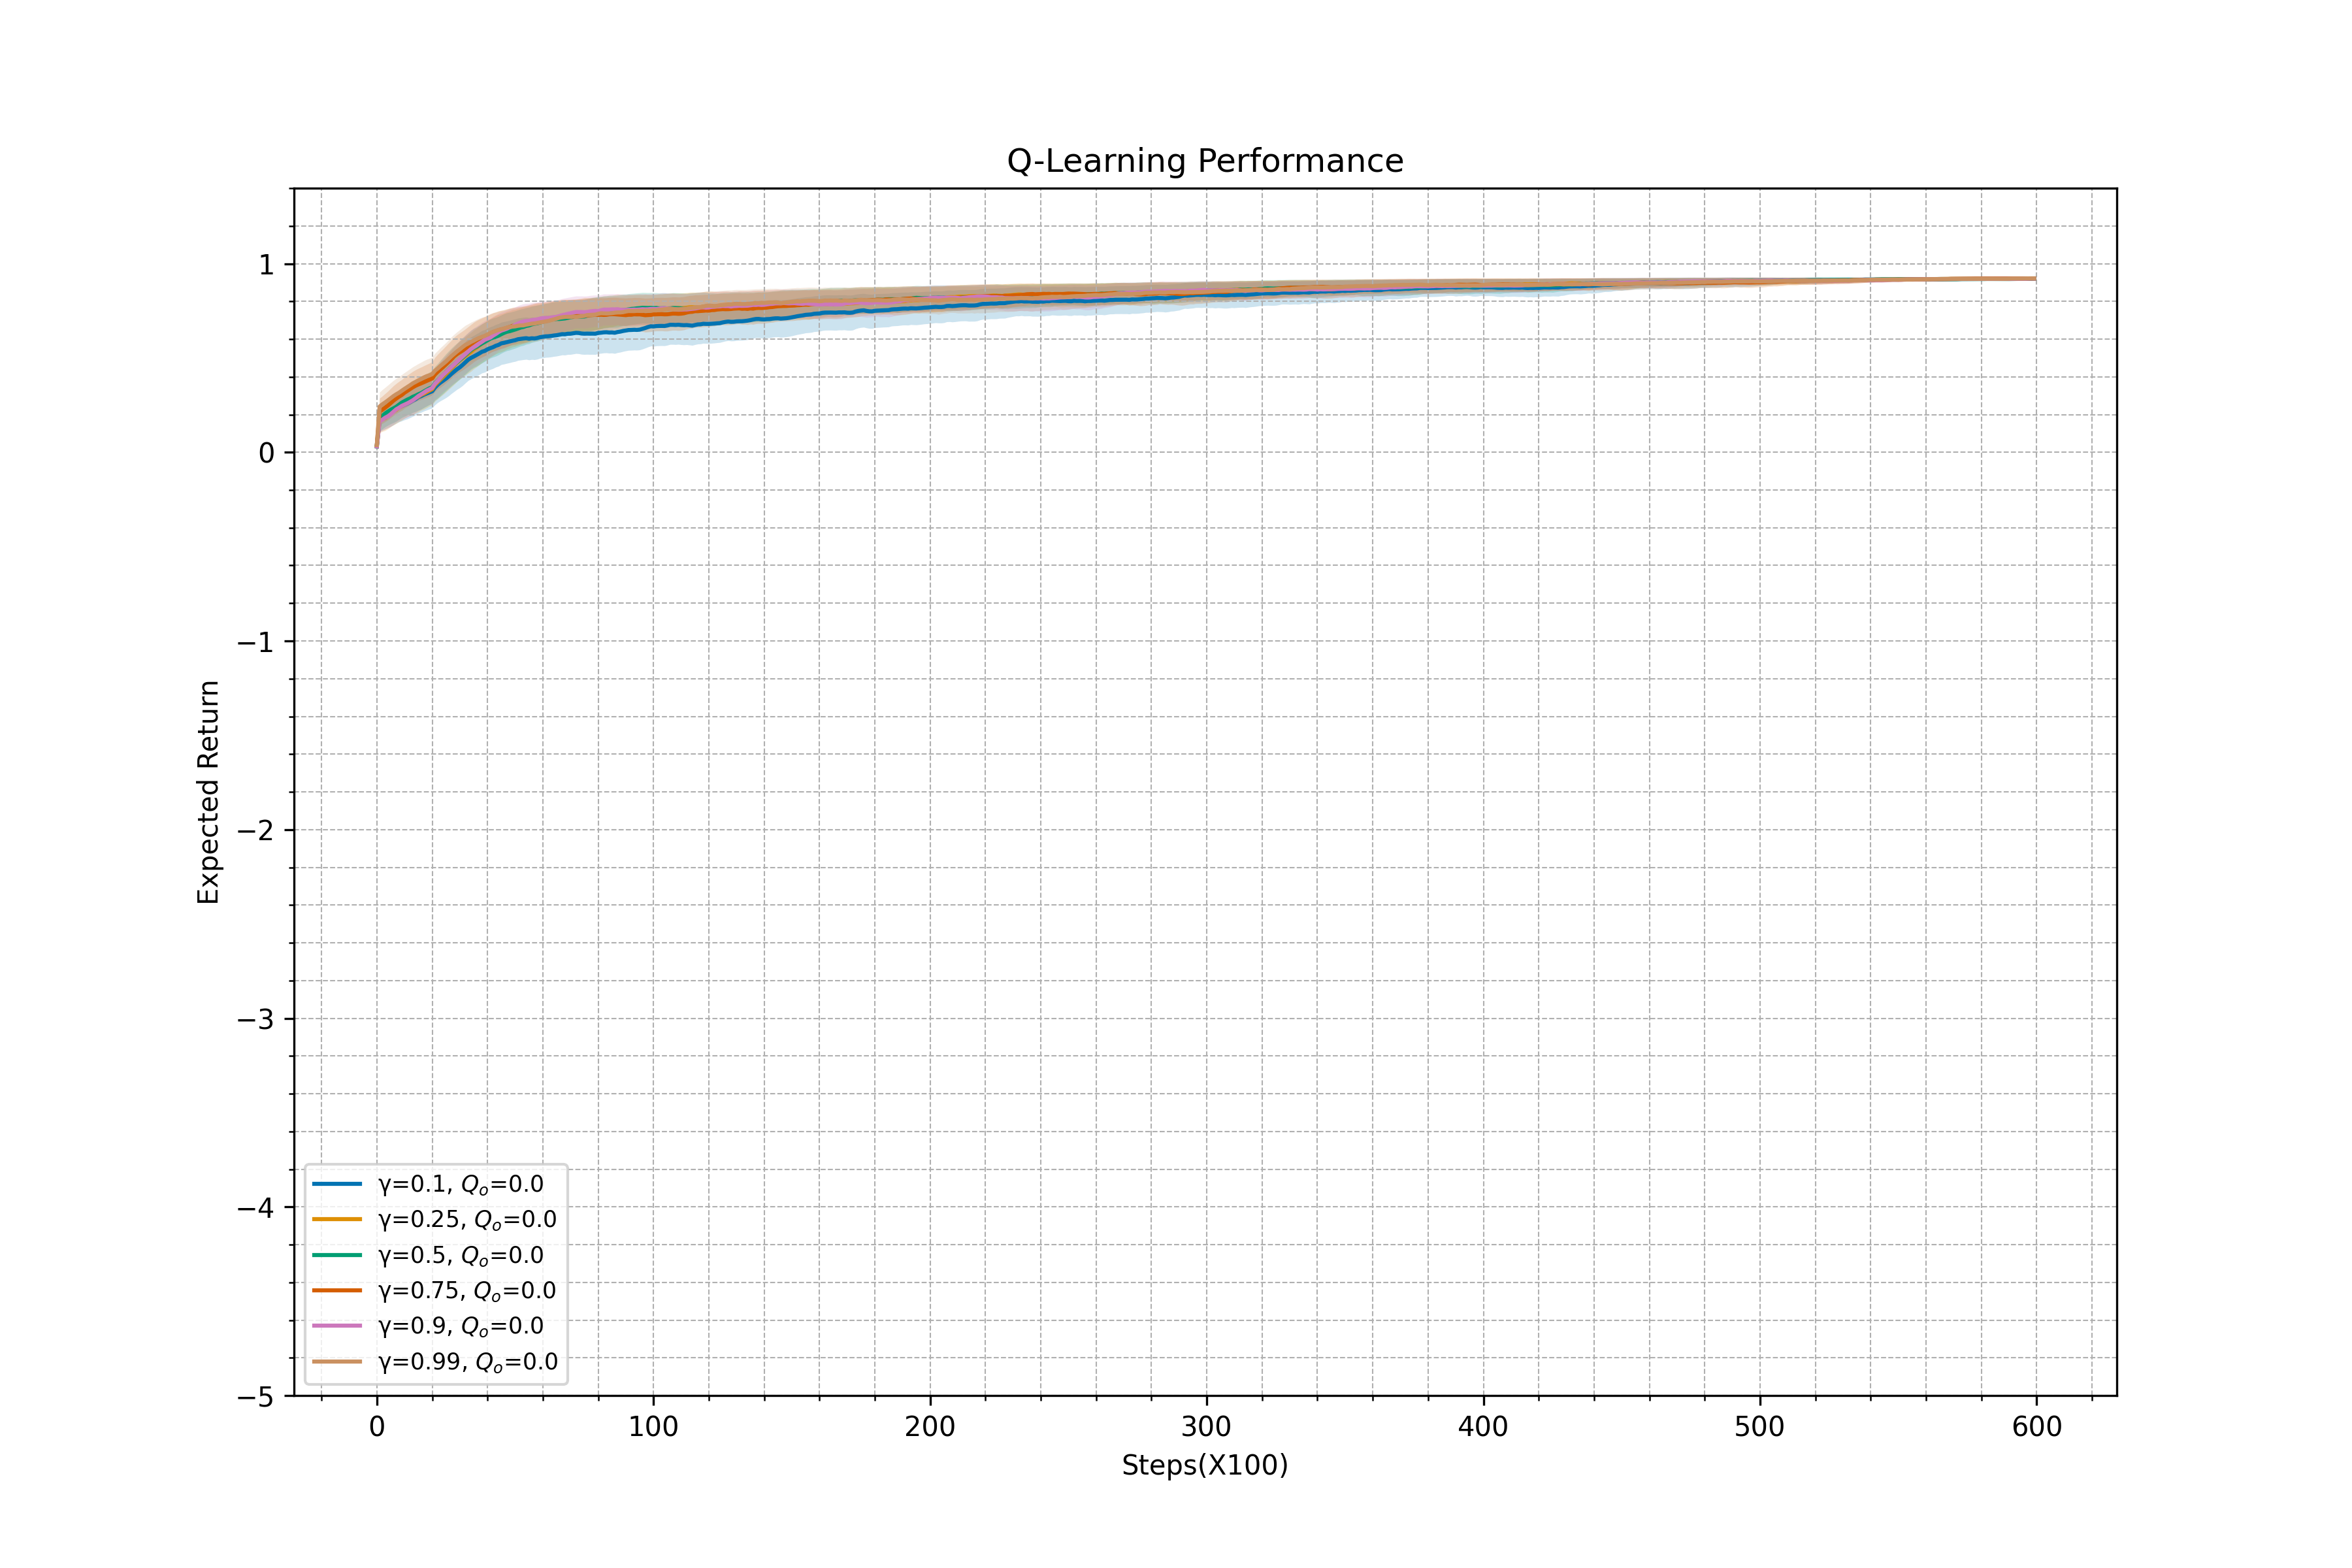 Q-Learning Performance
Expected Return
1
0
−1
−2
−3
−4
−5
γ=0.1, Qo=0.0
γ=0.25, Qo=0.0
γ=0.5, Qo=0.0
γ=0.75, Qo=0.0
γ=0.9, Qo=0.0
γ=0.99, Qo=0.0
0 100 200 300 400 500 600
Steps(X100)